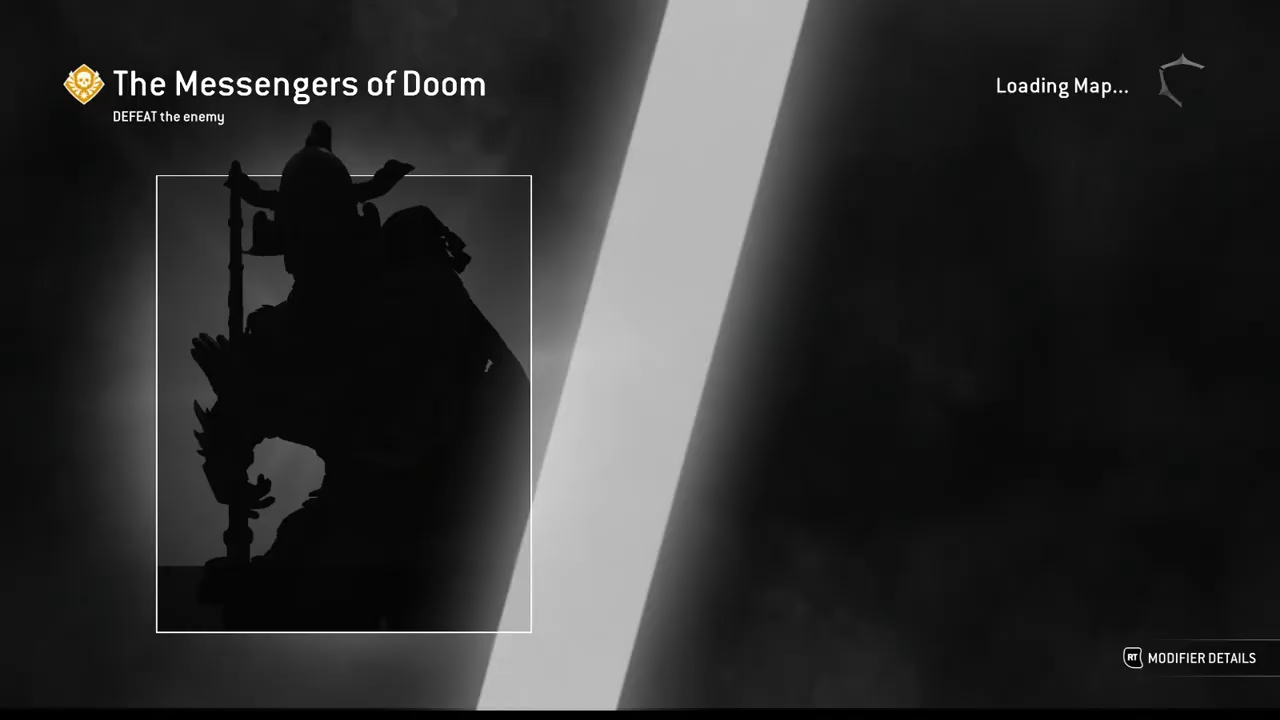 The Messengers of Doom
DEFEAT the enemy
Loading Map...
RT MODIFIER DETAILS